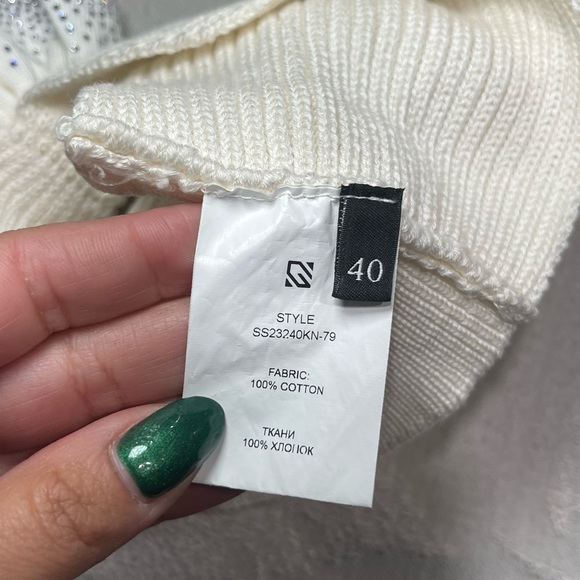 40
STYLE
SS23240KN-79
FABRIC:
100% COTTON
ТКАНИ
100% ХЛОПОК